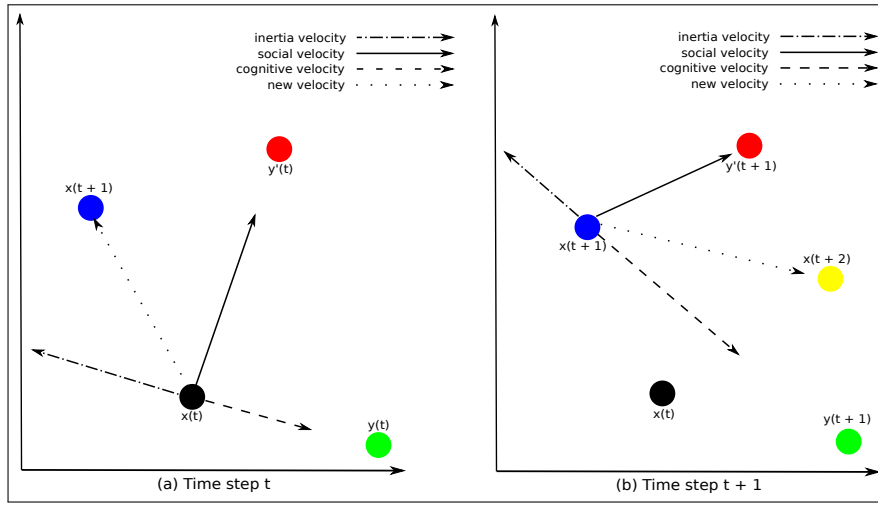 inertia velocity
social velocity
cognitive velocity
new velocity
y'(t)
x(t + 1)
x(t)
y(t)
(a) Time step t
inertia velocity
social velocity
cognitive velocity
new velocity
y'(t + 1)
x(t + 1)
x(t + 2)
x(t)
y(t + 1)
(b) Time step t + 1